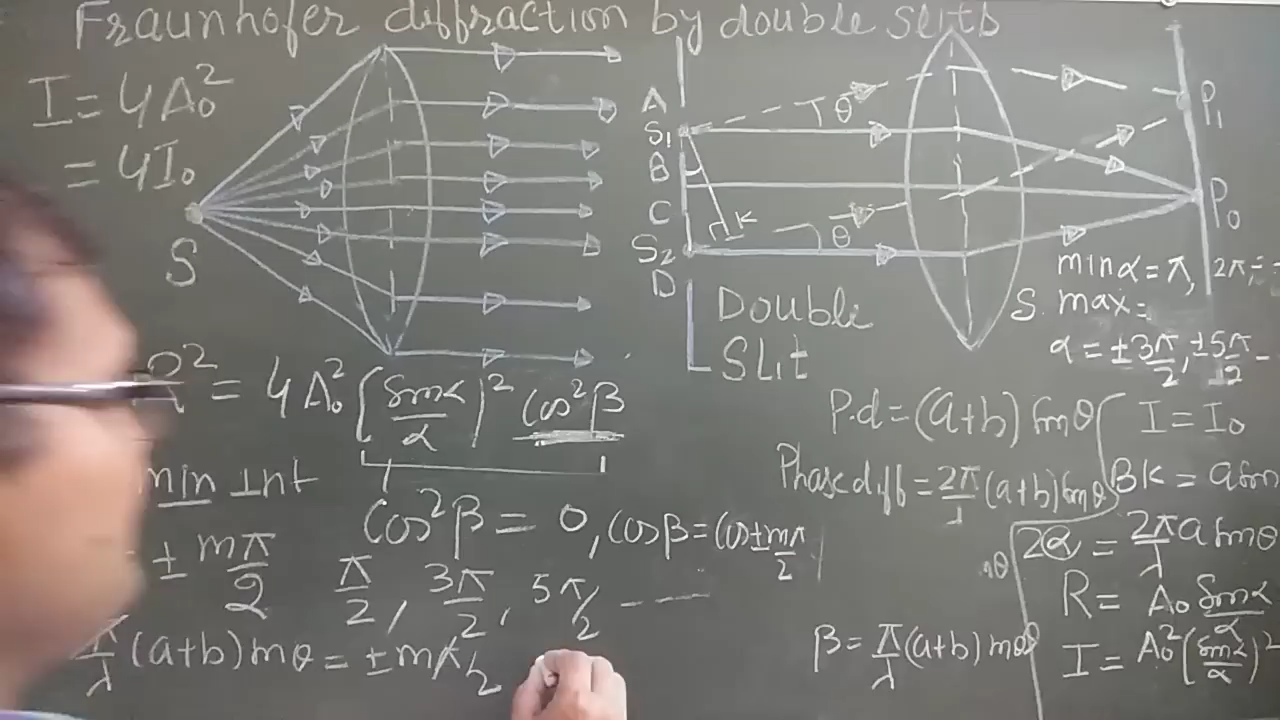 Fraunhofer diffraction by double slits
I = 4A₀²
= 4I₀
S
A
S₁
B
C
S₂
D
K
θ
θ
P₁
P₀
Double
Slit
min α = π, 2π
S. max =
α = ± 3π/2, ± 5π/2 -
R² = 4A₀² [(Sinα/α)² Cos²β
min Int
= ± mπ/2
Cos²β = 0, Cosβ = Cos ± mπ/2
π/2, 3π/2, 5π/2 ----
π/λ (a+b) sinθ = ± mπ/2
P.d = (a+b) Sinθ
Phase diff = 2π/λ (a+b) Sinθ
β = π/λ (a+b) sinθ
I = I₀
BK = a Sin
2α = 2π/λ a Sinθ
R = A₀ Sinα/α
I = A₀² (Sinα/α)²